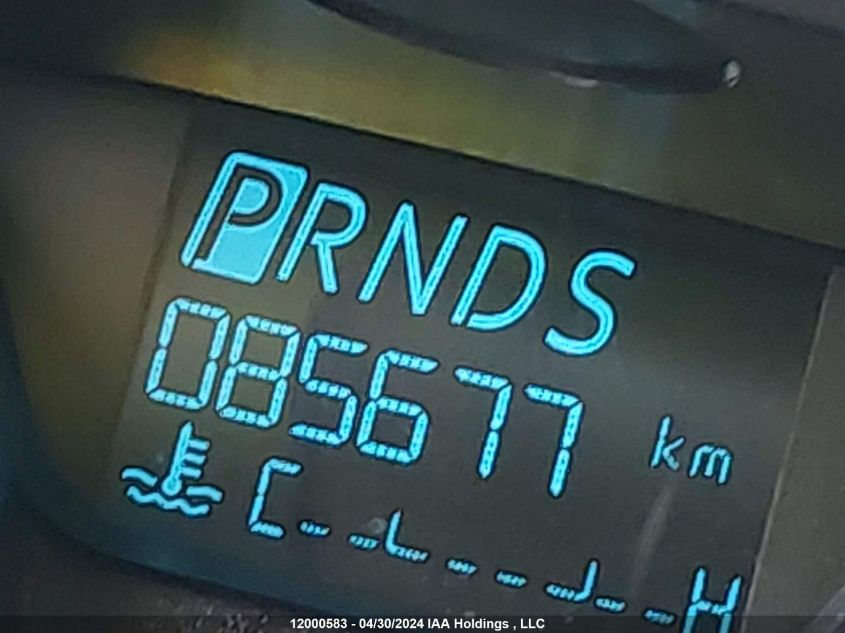 PRNDS
085677 km
C H
12000583 - 04/30/2024 IAA Holdings , LLC